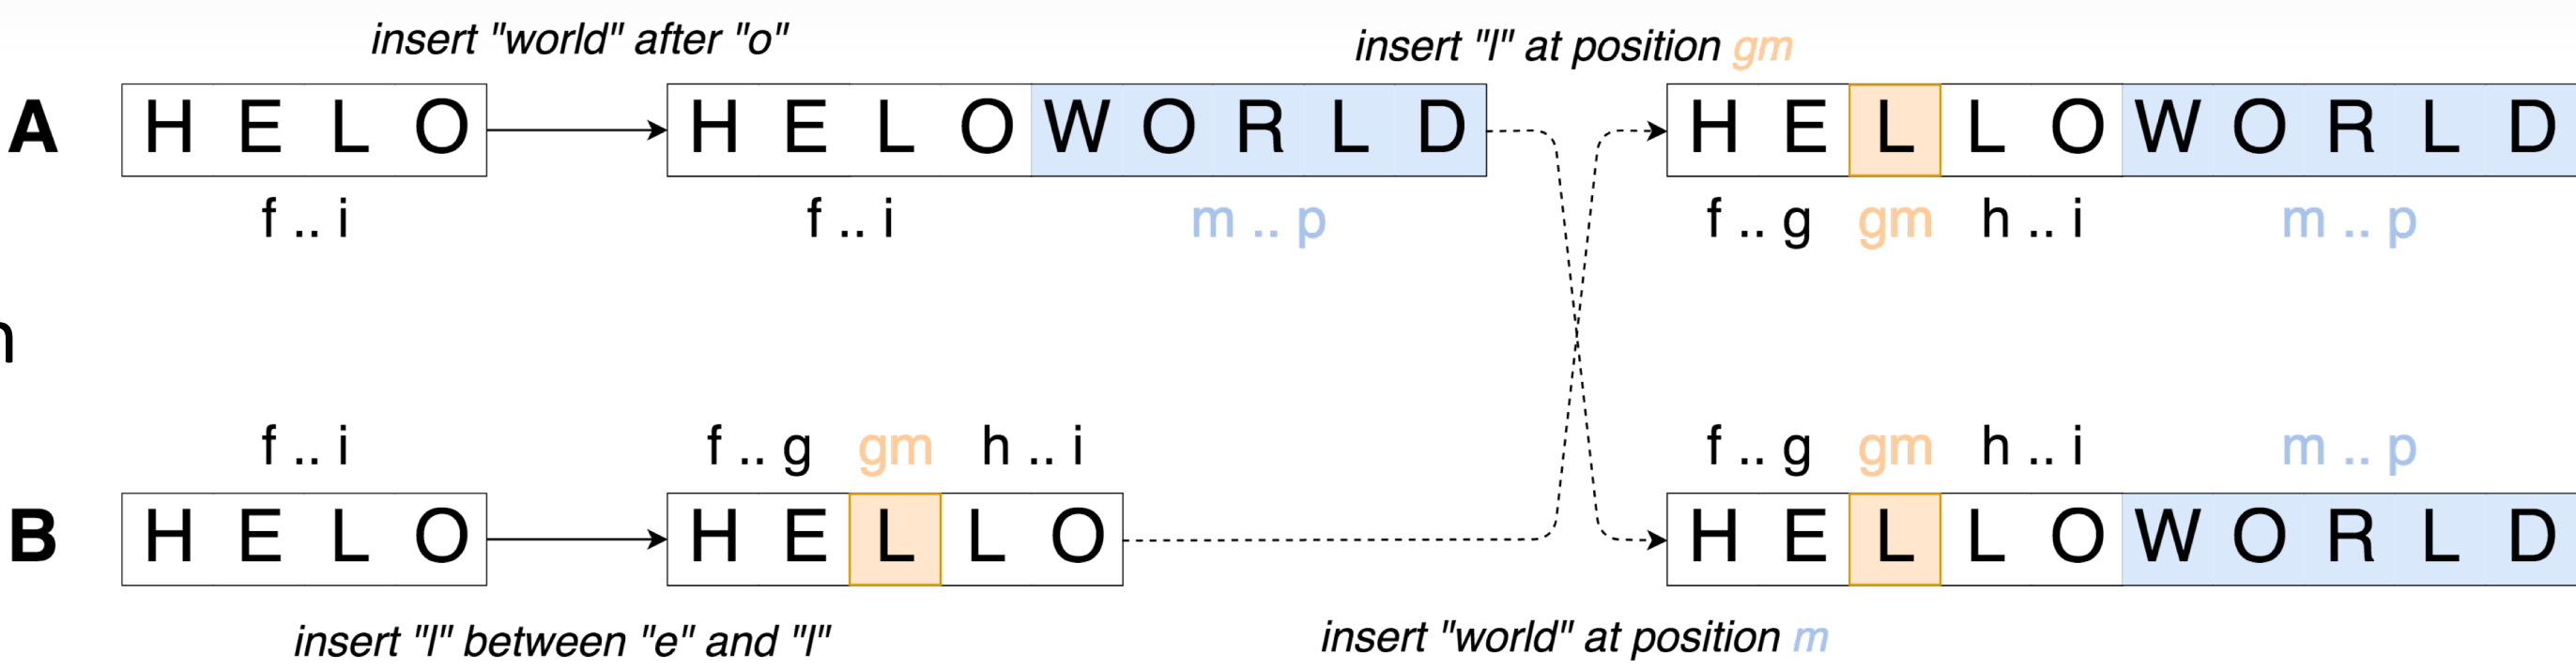 insert "world" after "o"
insert "l" at position gm
A
H E L O
H E L O W O R L D
H E L L O W O R L D
f .. i
f .. i
m .. p
f .. g gm h .. i
m .. p
f .. i
f .. g gm h .. i
f .. g gm h .. i
m .. p
B
H E L O
H E L L O
H E L L O W O R L D
insert "l" between "e" and "l"
insert "world" at position m